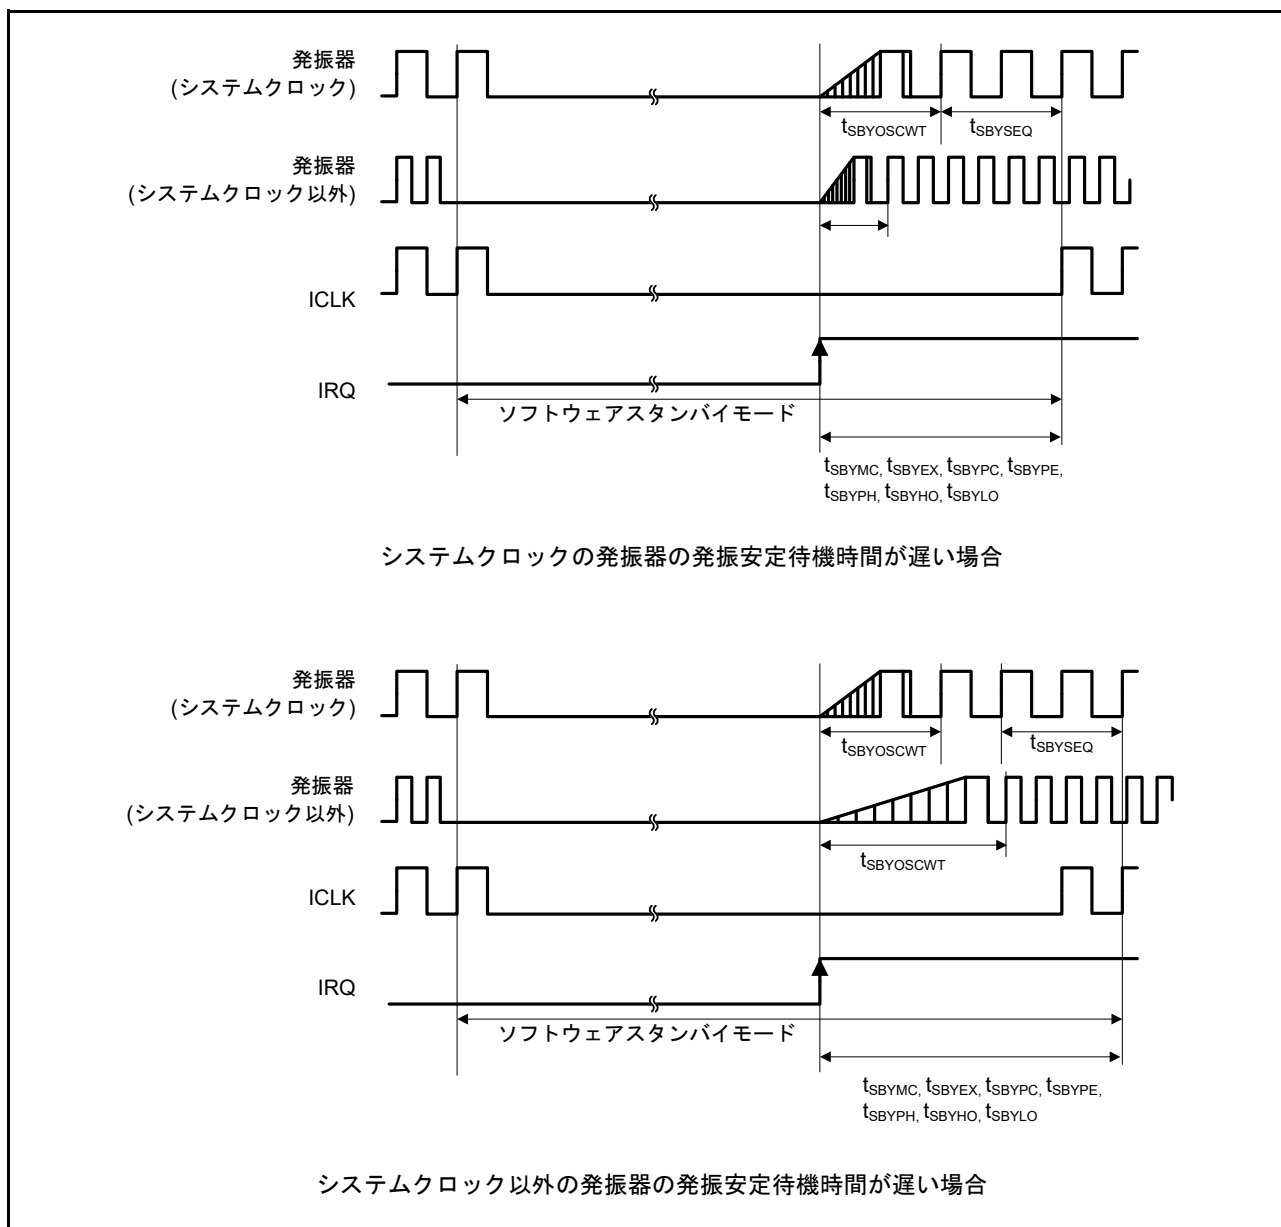 発振器
(システムクロック)
tSBYOSCWT
tSBYSEQ
発振器
(システムクロック以外)
ICLK
IRQ
ソフトウェアスタンバイモード
tSBYMC, tSBYEX, tSBYPC, tSBYPE,
tSBYPH, tSBYHO, tSBYLO
システムクロックの発振器の発振安定待機時間が遅い場合
発振器
(システムクロック)
tSBYOSCWT
tSBYSEQ
発振器
(システムクロック以外)
tSBYOSCWT
ICLK
IRQ
ソフトウェアスタンバイモード
tSBYMC, tSBYEX, tSBYPC, tSBYPE,
tSBYPH, tSBYHO, tSBYLO
システムクロック以外の発振器の発振安定待機時間が遅い場合